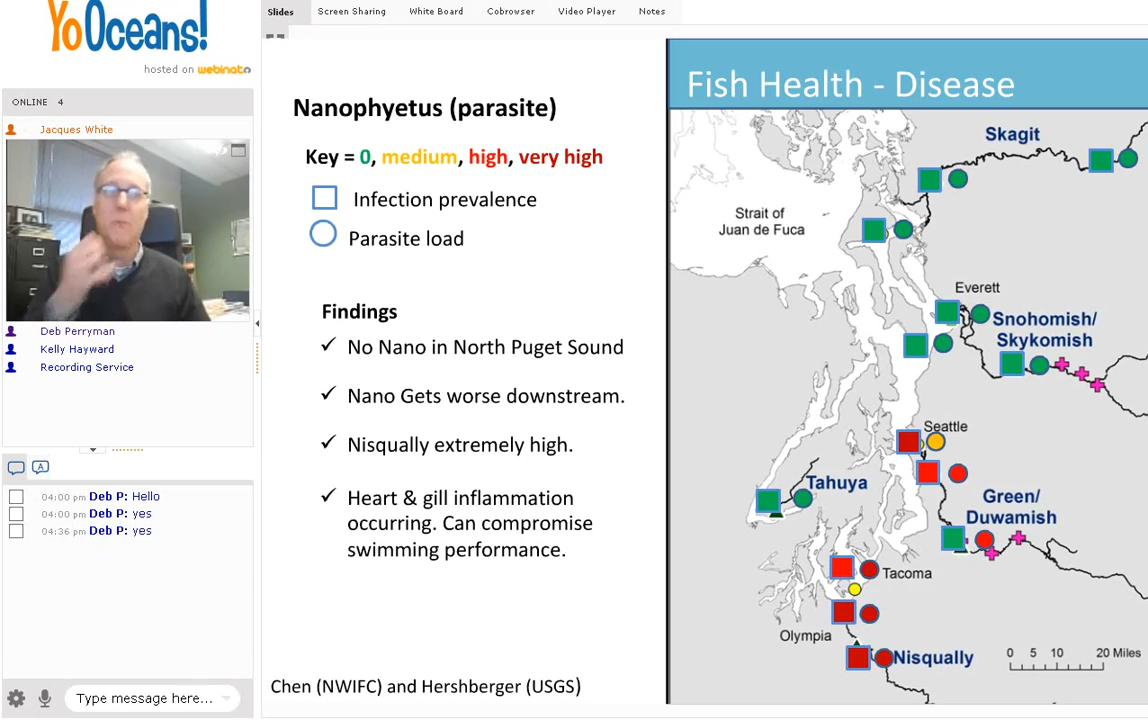 YoOceans!
hosted on webinato
ONLINE 4
Jacques White
Deb Perryman
Kelly Hayward
Recording Service
04:00 pm Deb P: Hello
04:00 pm Deb P: yes
04:36 pm Deb P: yes
Type message here...
Slides Screen Sharing White Board Cobrowser Video Player Notes
Nanophyetus (parasite)
Key = 0, medium, high, very high
Infection prevalence
Parasite load
Findings
✓ No Nano in North Puget Sound
✓ Nano Gets worse downstream.
✓ Nisqually extremely high.
✓ Heart & gill inflammation
occurring. Can compromise
swimming performance.
Chen (NWIFC) and Hershberger (USGS)
Fish Health - Disease
Skagit
Strait of
Juan de Fuca
Everett
Snohomish/
Skykomish
Seattle
Tahuya
Green/
Duwamish
Tacoma
Olympia
Nisqually
0 5 10 20 Miles